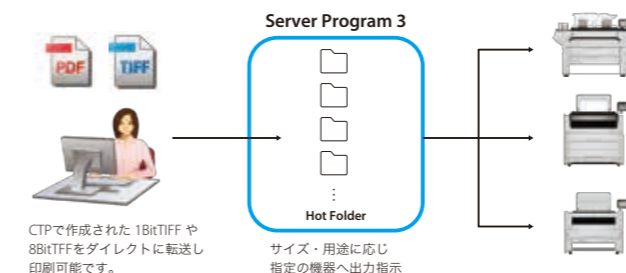 Server Program 3
PDF
TIFF
⋮
Hot Folder
CTPで作成された 1BitTIFF や
8BitTFFをダイレクトに転送し
印刷可能です。
サイズ・用途に応じ
指定の機器へ出力指示